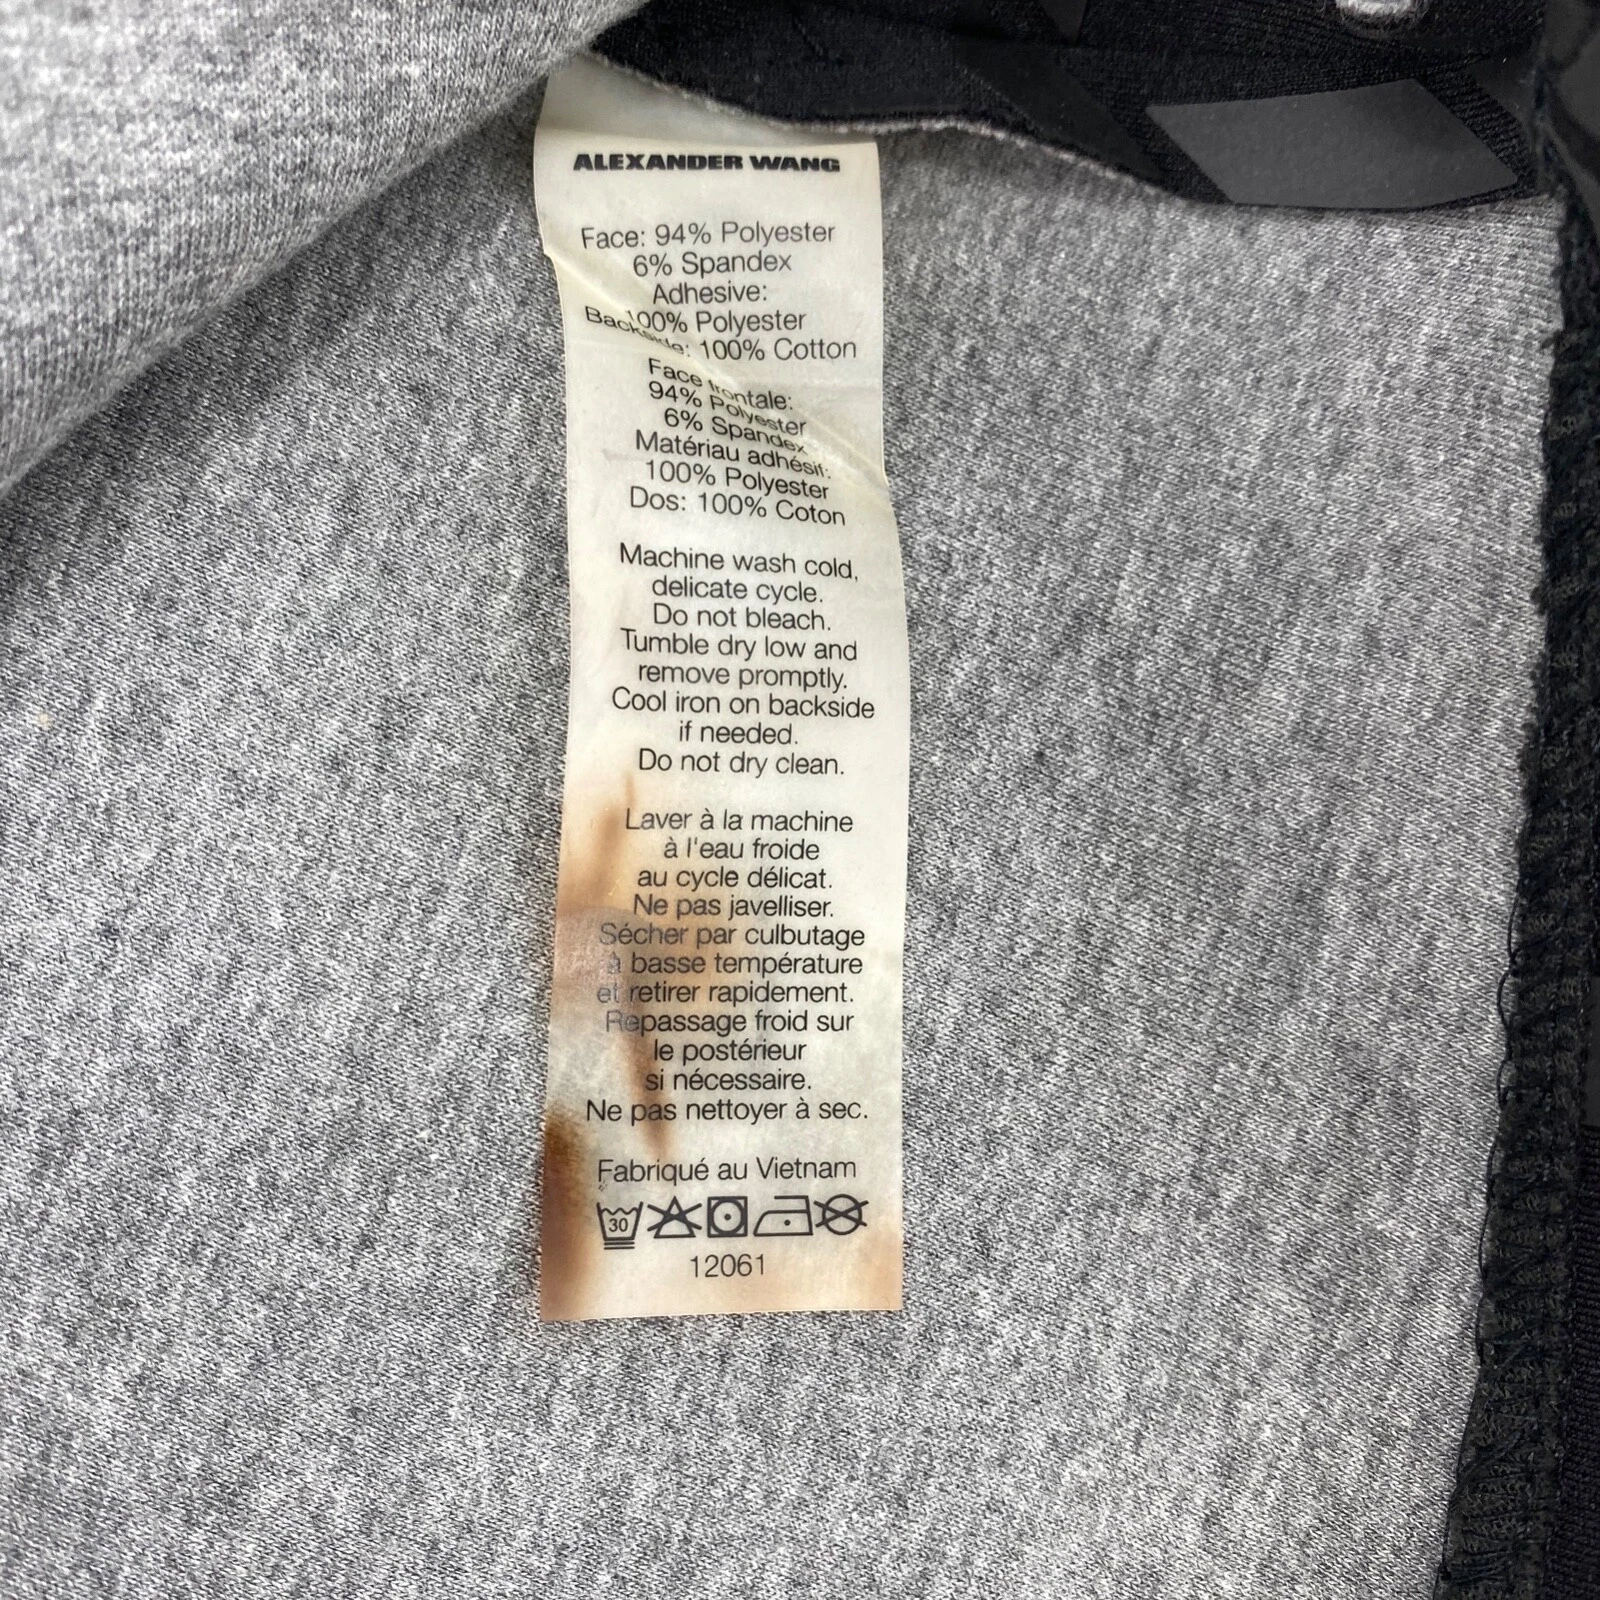 ALEXANDER WANG
Face: 94% Polyester
6% Spandex
Adhesive:
100% Polyester
Backside: 100% Cotton
Face frontale:
94% Polyester
6% Spandex
Matériau adhésif:
100% Polyester
Dos: 100% Coton
Machine wash cold,
delicate cycle.
Do not bleach.
Tumble dry low and
remove promptly.
Cool iron on backside
if needed.
Do not dry clean.
Laver à la machine
à l'eau froide
au cycle délicat.
Ne pas javelliser.
Sécher par culbutage
à basse température
et retirer rapidement.
Repassage froid sur
le postérieur
si nécessaire.
Ne pas nettoyer à sec.
Fabriqué au Vietnam
30
12061